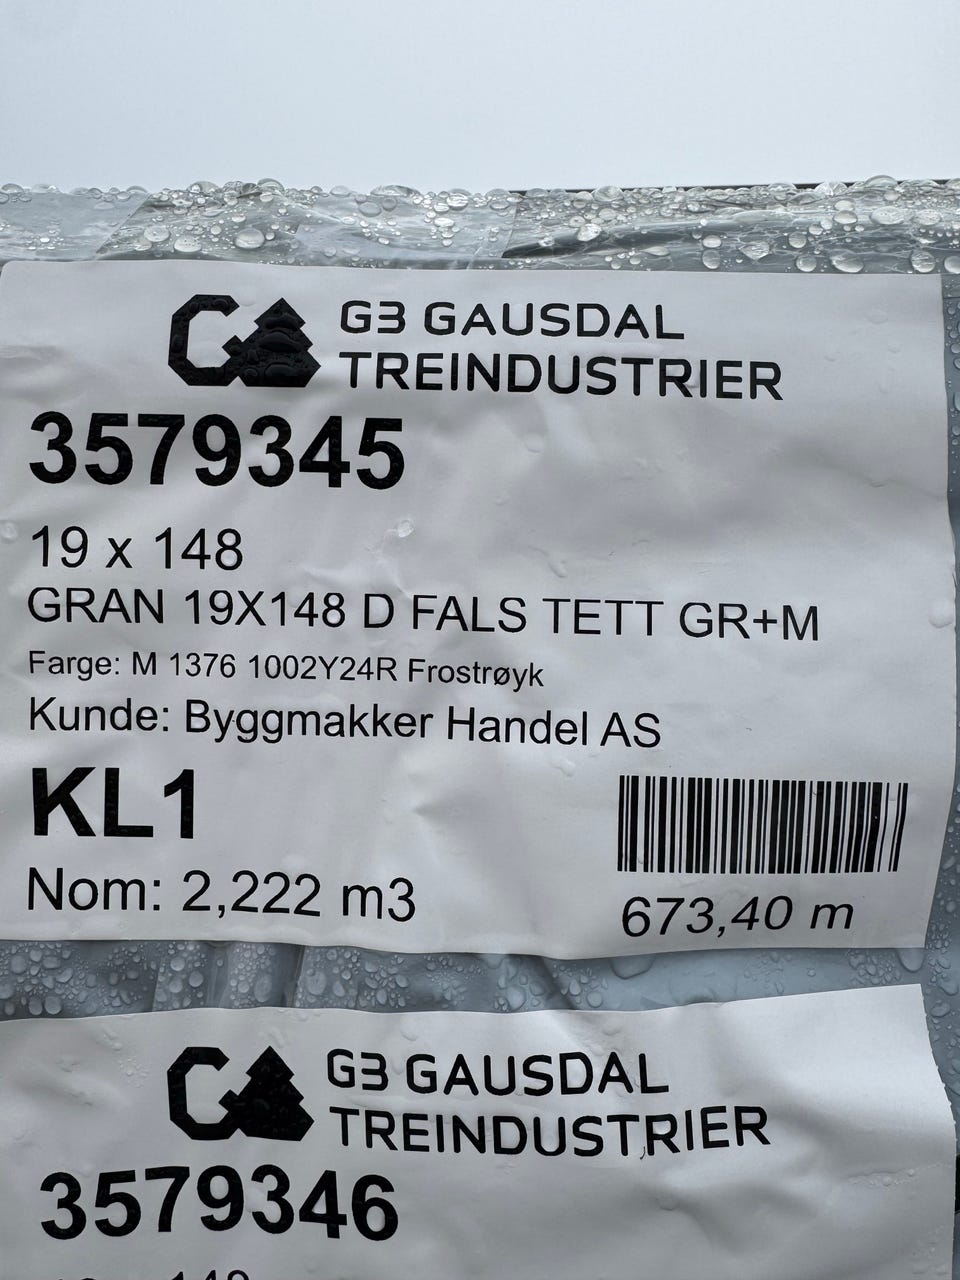 G3 GAUSDAL
TREINDUSTRIER
3579345
19 x 148
GRAN 19X148 D FALS TETT GR+M
Farge: M 1376 1002Y24R Frostrøyk
Kunde: Byggmakker Handel AS
KL1
Nom: 2,222 m3
673,40 m
G3 GAUSDAL
TREINDUSTRIER
3579346